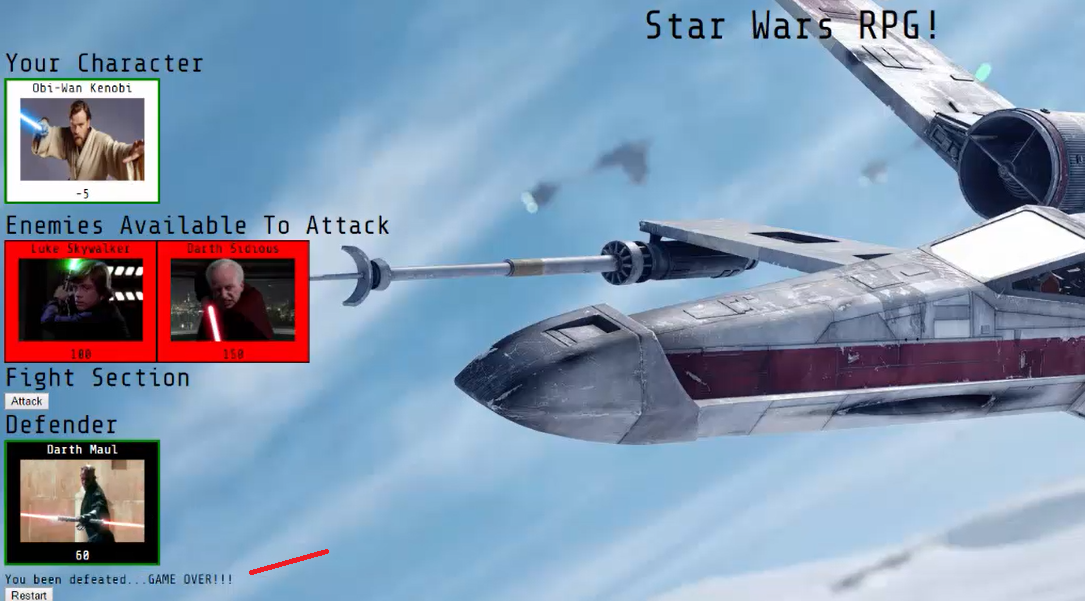 Star Wars RPG!
Your Character
Obi-Wan Kenobi
-5
Enemies Available To Attack
Luke Skywalker
Darth Sidious
100
150
Fight Section
Attack
Defender
Darth Maul
60
You been defeated...GAME OVER!!!
Restart